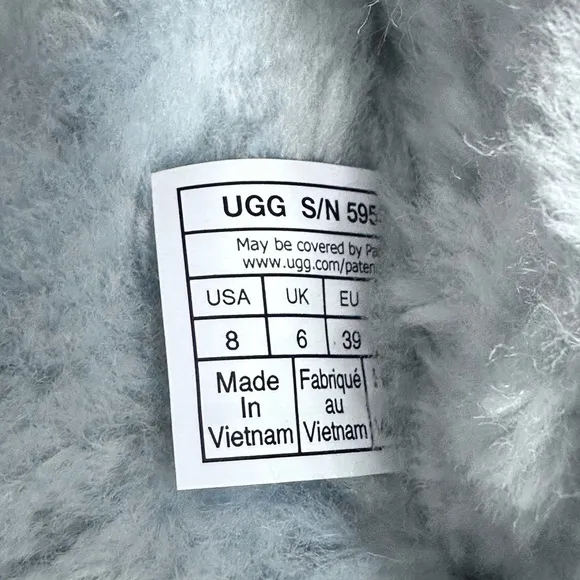 UGG S/N 595
May be covered by
www.ugg.com/paten
USA UK EU
8 6 39
Made In Vietnam
Fabriqué au Vietnam